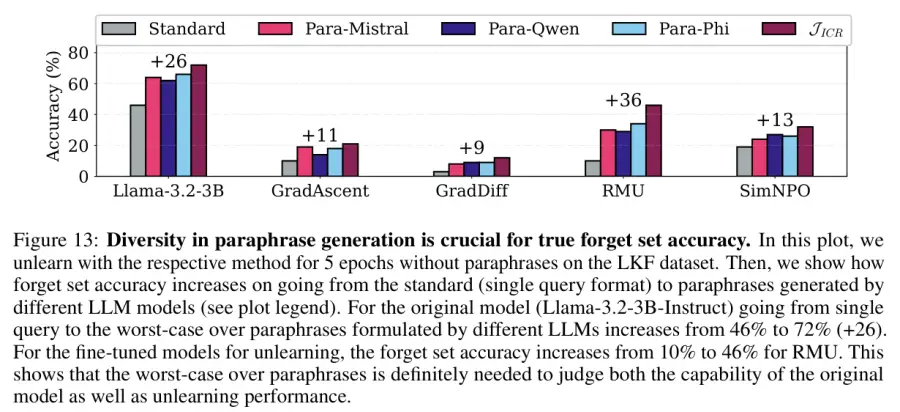 Standard Para-Mistral Para-Qwen Para-Phi J_ICR
80
60
40
20
0
Accuracy (%)
+26
+11
+9
+36
+13
Llama-3.2-3B GradAscent GradDiff RMU SimNPO
Figure 13: Diversity in paraphrase generation is crucial for true forget set accuracy. In this plot, we
unlearn with the respective method for 5 epochs without paraphrases on the LKF dataset. Then, we show how
forget set accuracy increases on going from the standard (single query format) to paraphrases generated by
different LLM models (see plot legend). For the original model (Llama-3.2-3B-Instruct) going from single
query to the worst-case over paraphrases formulated by different LLMs increases from 46% to 72% (+26).
For the fine-tuned models for unlearning, the forget set accuracy increases from 10% to 46% for RMU. This
shows that the worst-case over paraphrases is definitely needed to judge both the capability of the original
model as well as unlearning performance.